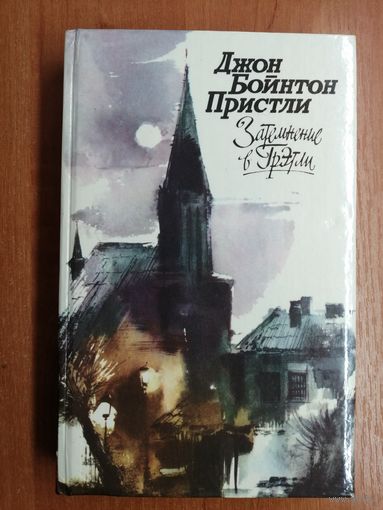 Джон
Бойнтон
Пристли
Затемнение
в Грэтли